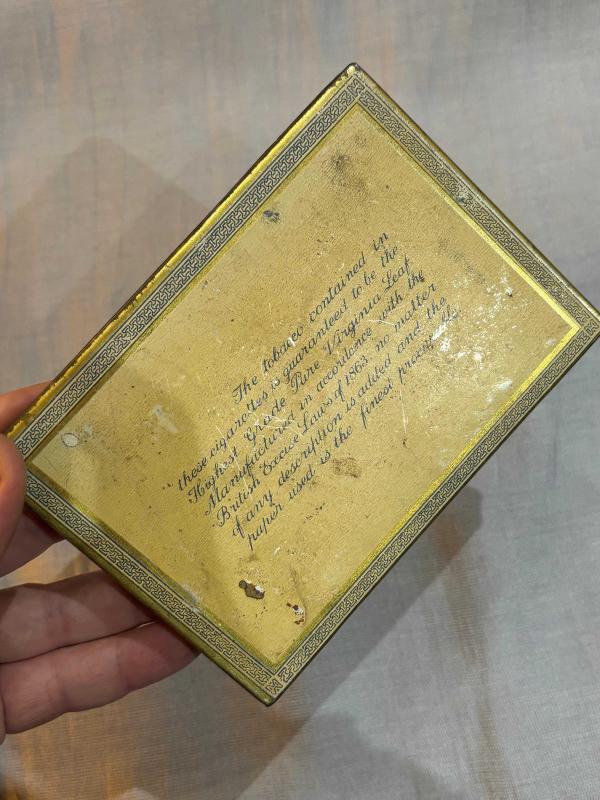 The tobacco contained in
these cigarettes is guaranteed to be the
Highest Grade Pure Virginia Leaf
Manufactured in accordance with the
British Excise Laws of 1863. no matter
of any description is added and the
paper used is the finest procurable.